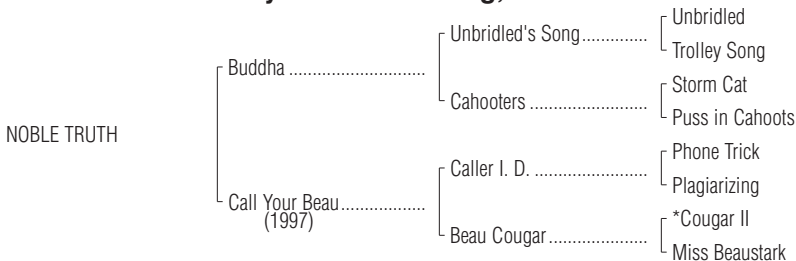 Unbridled
Unbridled's Song..............
Trolley Song
Buddha .............................
Storm Cat
Cahooters .........................
Puss in Cahoots
NOBLE TRUTH
Phone Trick
Caller I. D. ........................
Plagiarizing
Call Your Beau..................
(1997)
*Cougar II
Beau Cougar.....................
Miss Beaustark